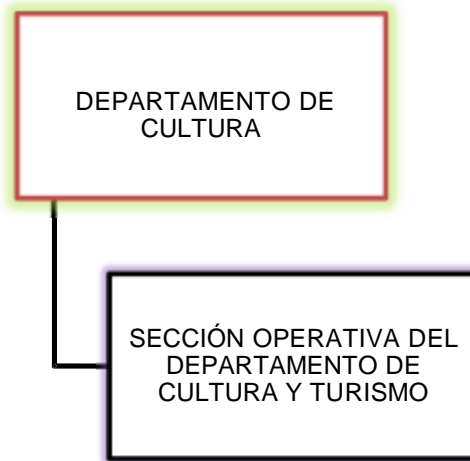 DEPARTAMENTO DE
CULTURA
SECCIÓN OPERATIVA DEL
DEPARTAMENTO DE
CULTURA Y TURISMO